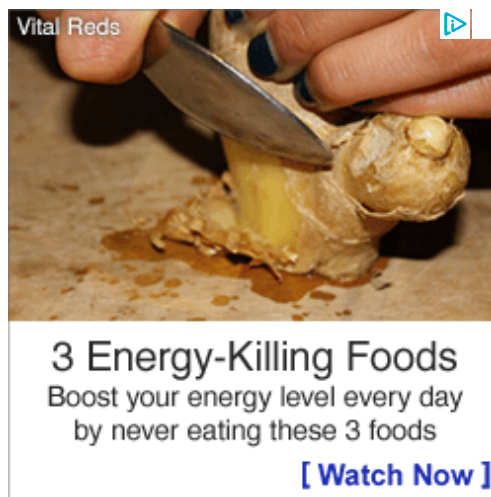 Vital Reds
3 Energy-Killing Foods
Boost your energy level every day
by never eating these 3 foods
[ Watch Now ]